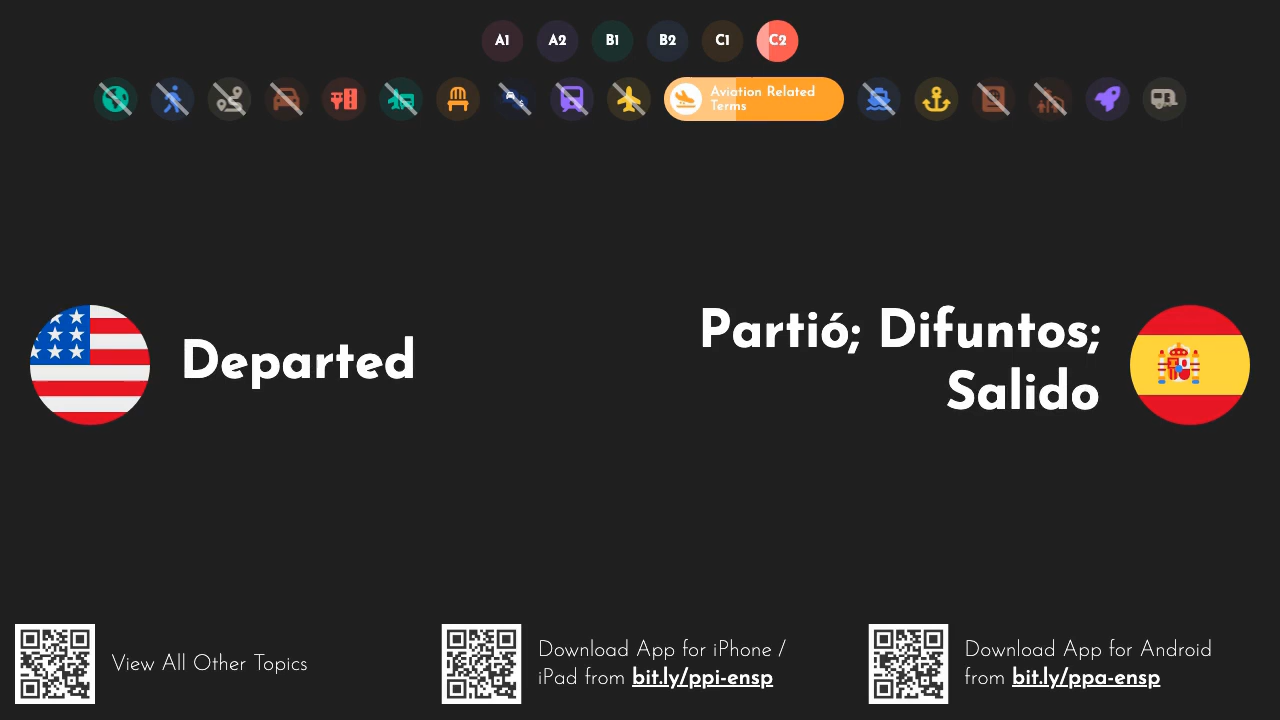 A1 A2 B1 B2 C1 C2
Aviation Related
Terms
Departed
Partió; Difuntos;
Salido
View All Other Topics
Download App for iPhone /
iPad from bit.ly/ppi-ensp
Download App for Android
from bit.ly/ppa-ensp